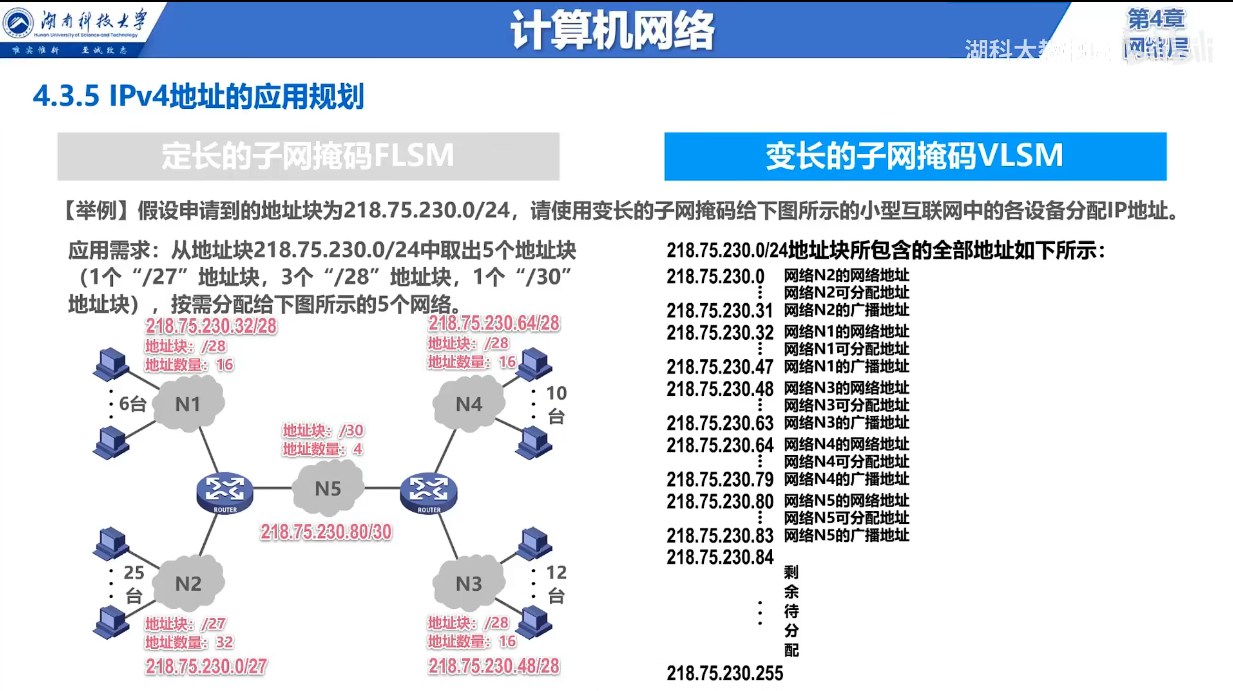 湖南科技大学
Hunan University of Science and Technology
唯实惟新 至诚致志
计算机网络
第4章
网络层
湖科大教书匠
bilibili
4.3.5 IPv4地址的应用规划
定长的子网掩码FLSM
变长的子网掩码VLSM
【举例】假设申请到的地址块为218.75.230.0/24，请使用变长的子网掩码给下图所示的小型互联网中的各设备分配IP地址。
应用需求：从地址块218.75.230.0/24中取出5个地址块
（1个“/27”地址块，3个“/28”地址块，1个“/30”
地址块），按需分配给下图所示的5个网络。
218.75.230.32/28
地址块：/28
地址数量：16
6台
N1
218.75.230.64/28
地址块：/28
地址数量：16
N4
10
台
地址块：/30
地址数量：4
N5
ROUTER
ROUTER
218.75.230.80/30
25
台
N2
地址块：/27
地址数量：32
218.75.230.0/27
N3
12
台
地址块：/28
地址数量：16
218.75.230.48/28
218.75.230.0/24地址块所包含的全部地址如下所示：
218.75.230.0 网络N2的网络地址
网络N2可分配地址
218.75.230.31 网络N2的广播地址
218.75.230.32 网络N1的网络地址
网络N1可分配地址
218.75.230.47 网络N1的广播地址
218.75.230.48 网络N3的网络地址
网络N3可分配地址
218.75.230.63 网络N3的广播地址
218.75.230.64 网络N4的网络地址
网络N4可分配地址
218.75.230.79 网络N4的广播地址
218.75.230.80 网络N5的网络地址
网络N5可分配地址
218.75.230.83 网络N5的广播地址
218.75.230.84
剩
余
待
分
配
218.75.230.255